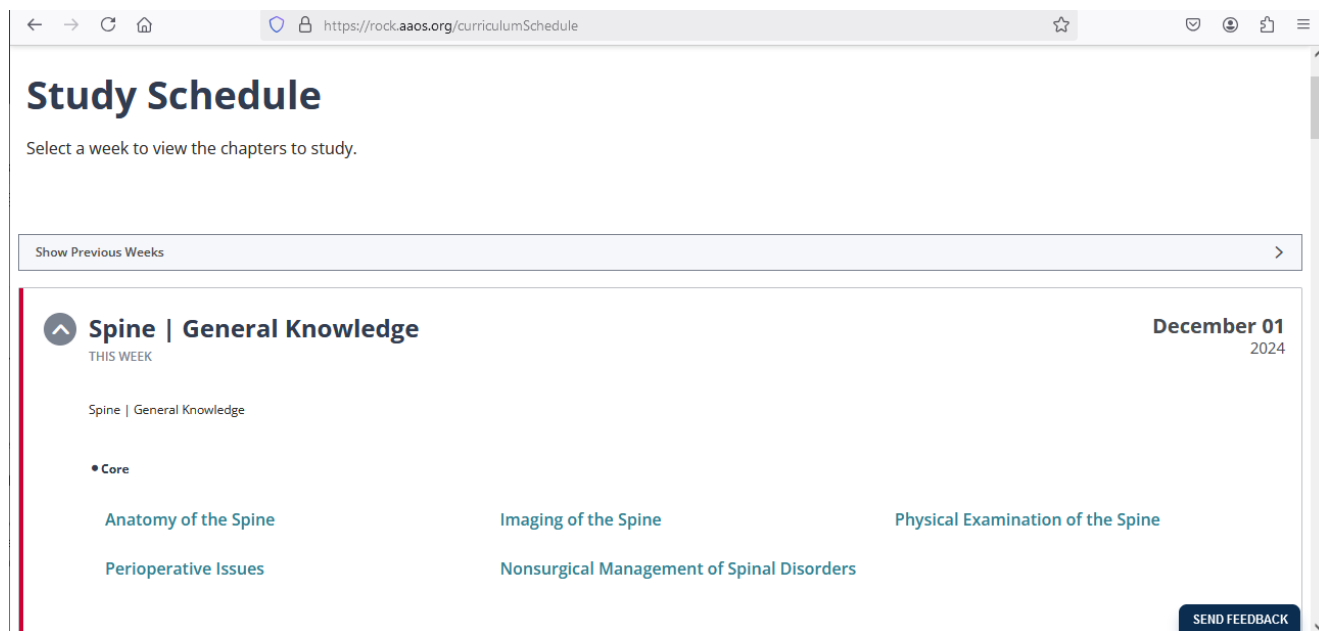 https://rock.aaos.org/curriculumSchedule
Study Schedule
Select a week to view the chapters to study.
Show Previous Weeks
Spine | General Knowledge
December 01
THIS WEEK
2024
Spine | General Knowledge
• Core
Anatomy of the Spine
Imaging of the Spine
Physical Examination of the Spine
Perioperative Issues
Nonsurgical Management of Spinal Disorders
SEND FEEDBACK